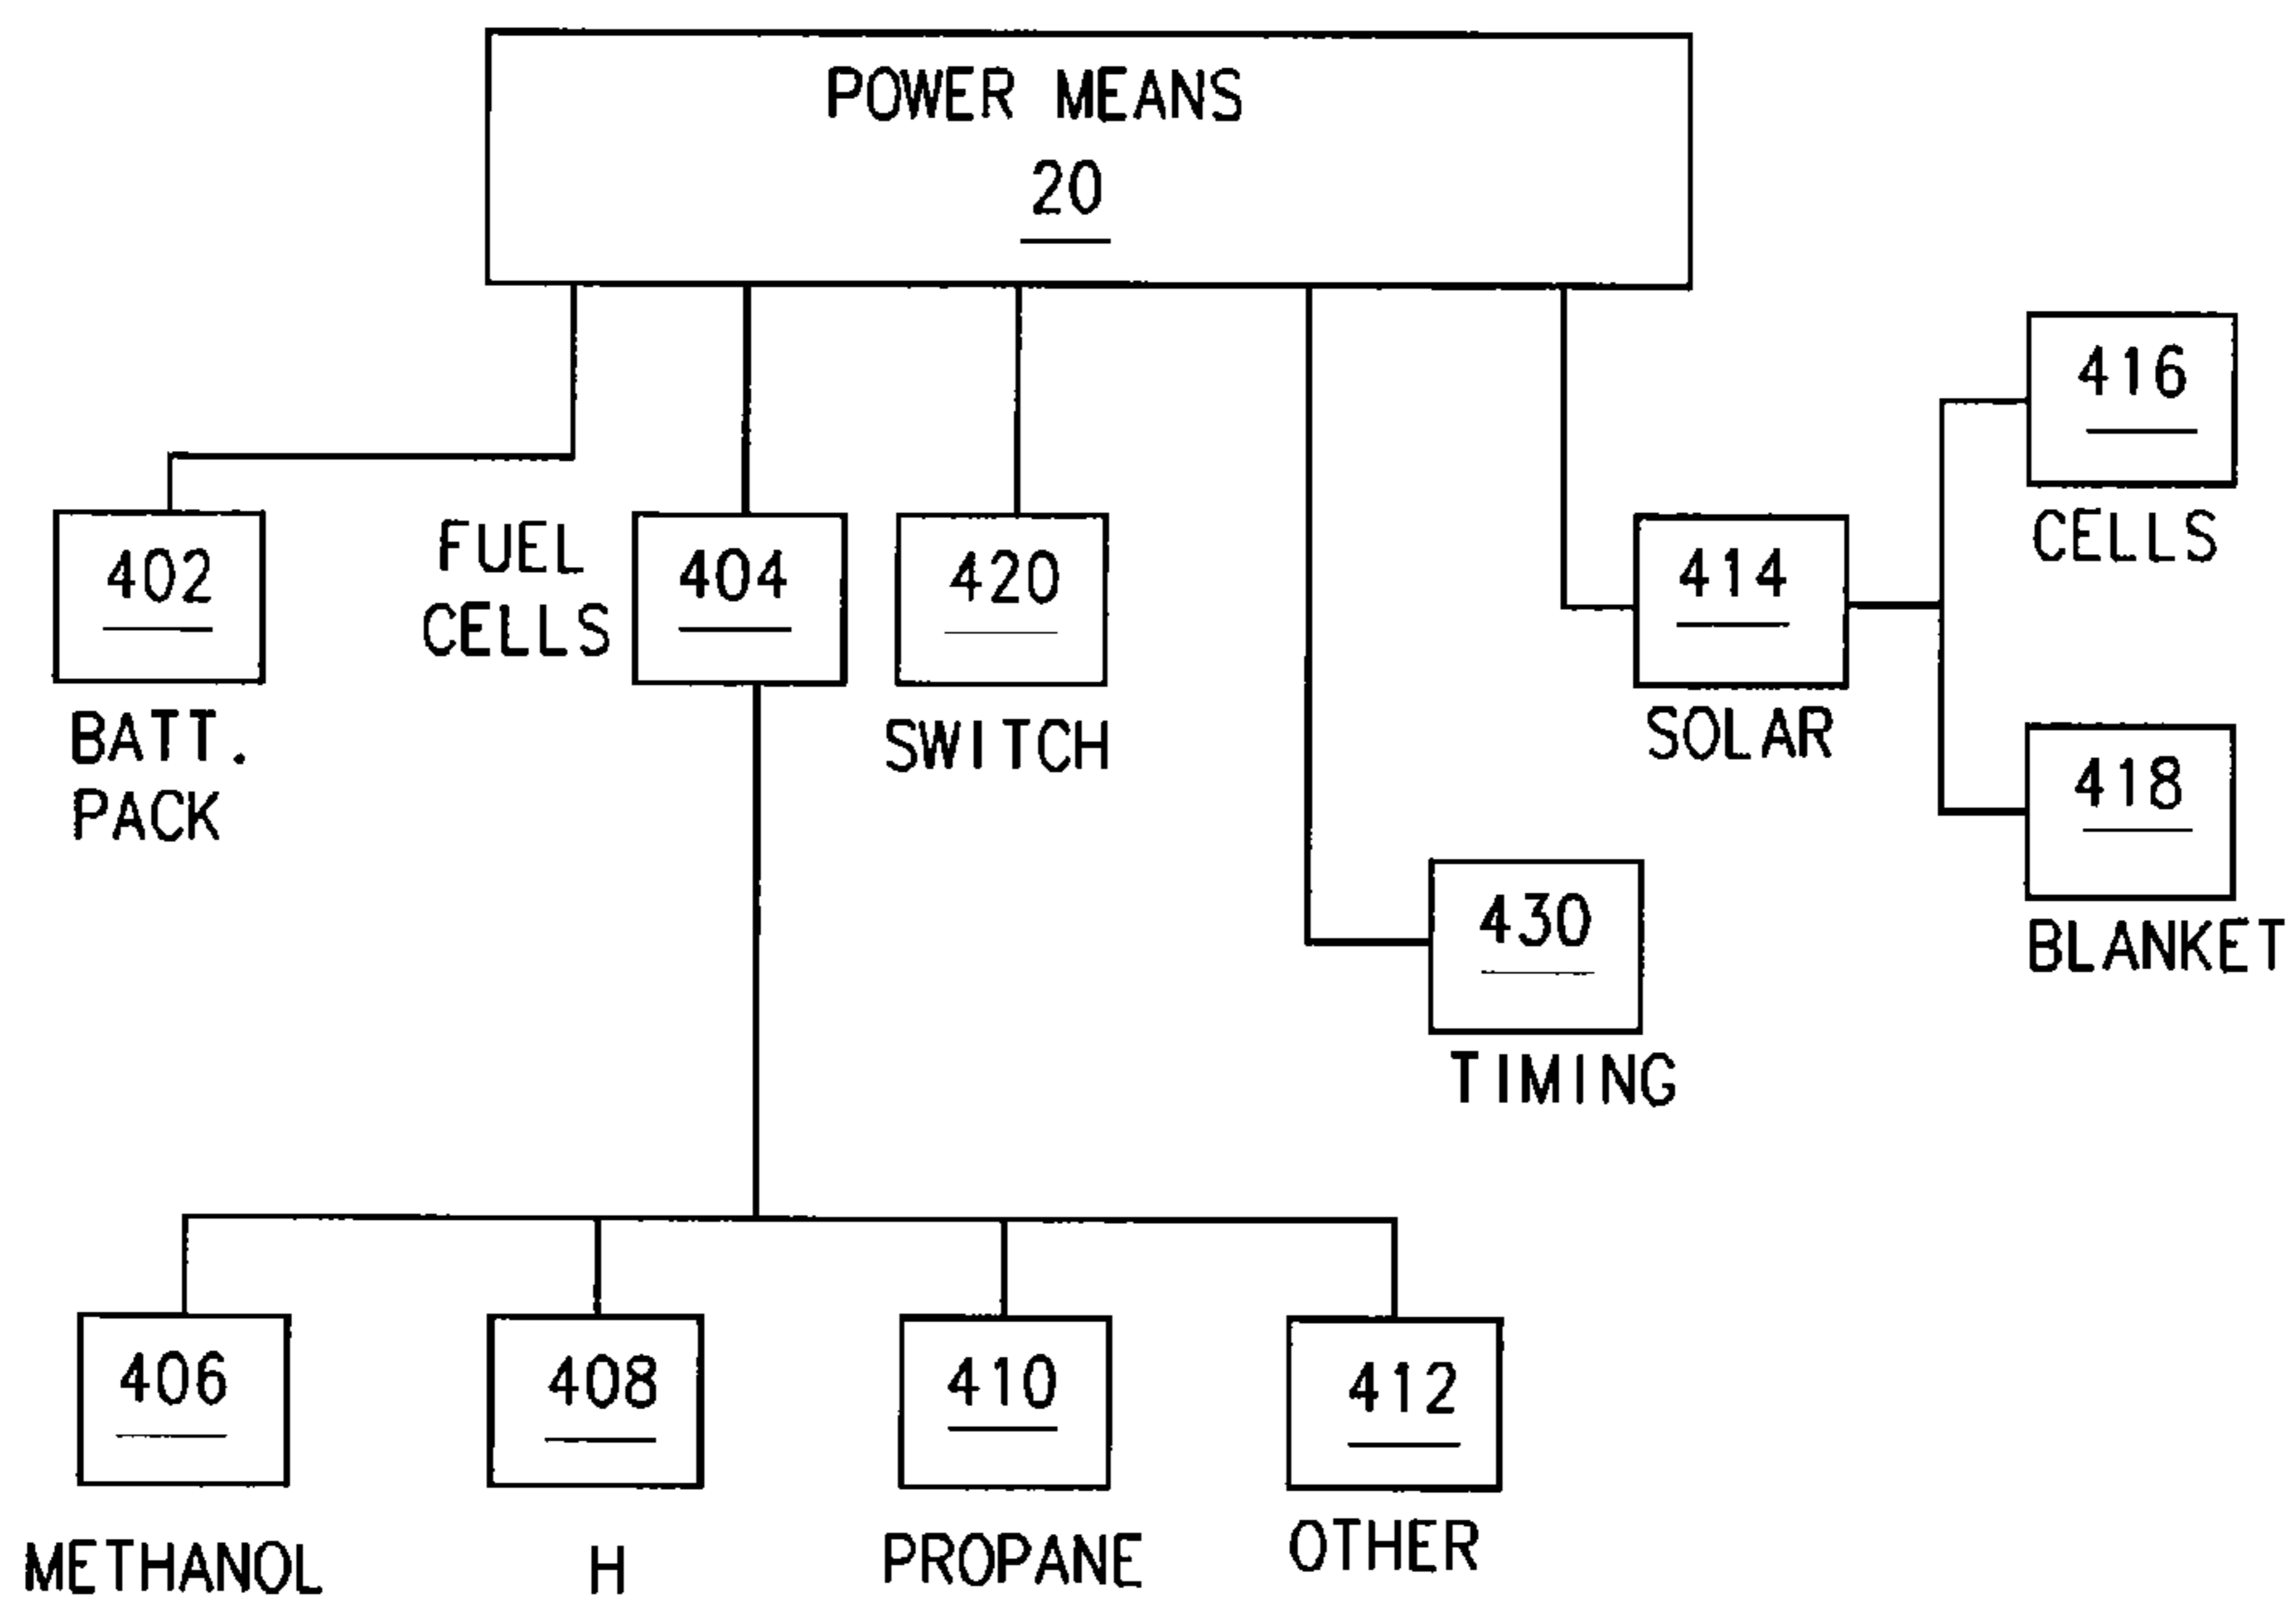 POWER MEANS
20
416
CELLS
402
BATT.
PACK
FUEL
CELLS
404
420
SWITCH
414
SOLAR
418
BLANKET
430
TIMING
406
METHANOL
408
H
410
PROPANE
412
OTHER